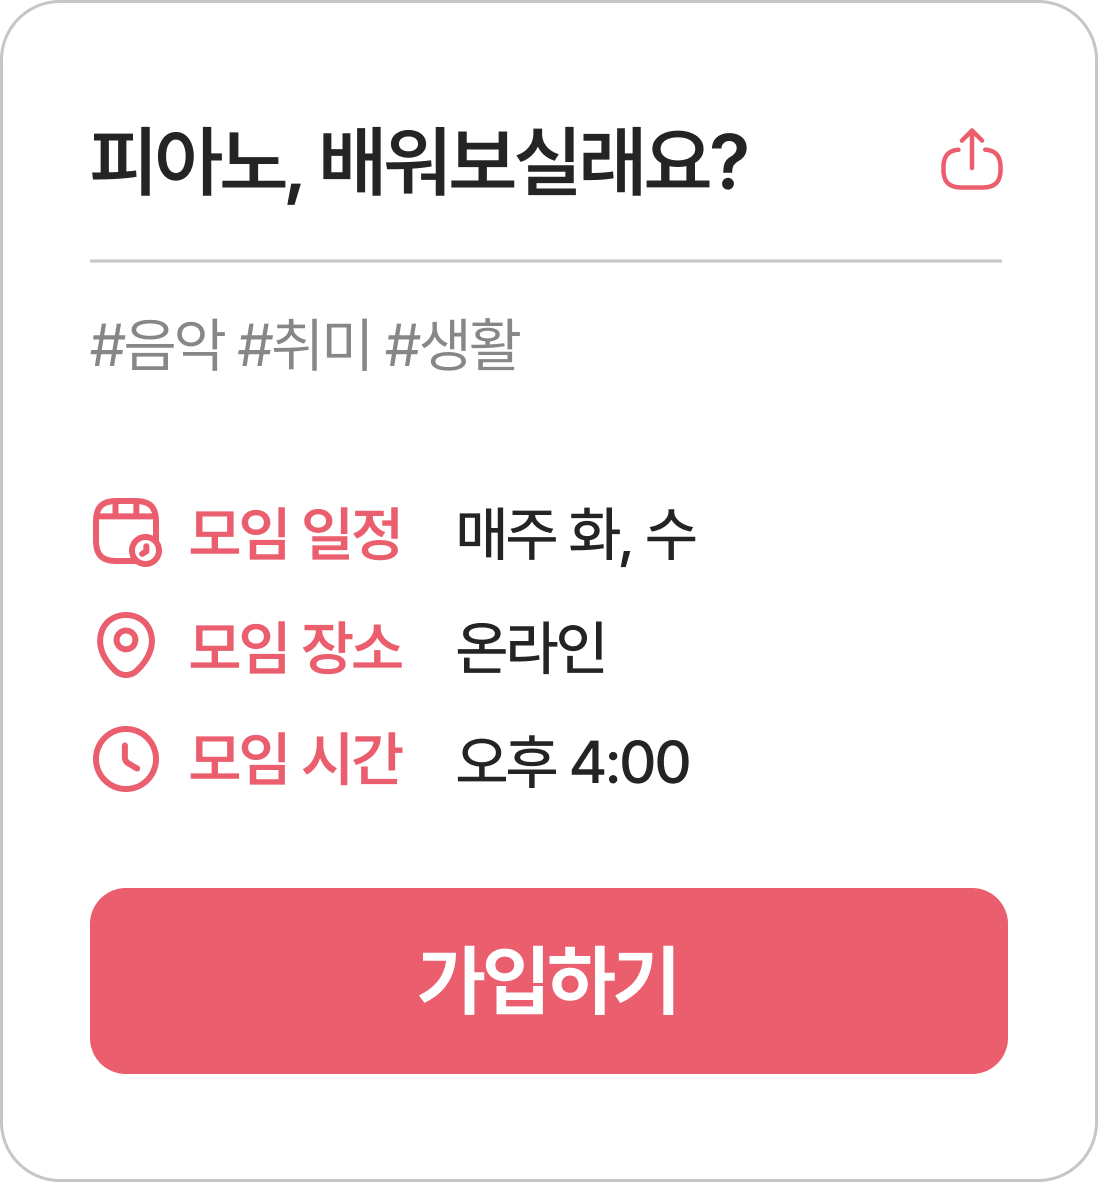 피아노, 배워보실래요?
#음악 #취미 #생활
모임 일정 매주 화, 수
모임 장소 온라인
모임 시간 오후 4:00
가입하기